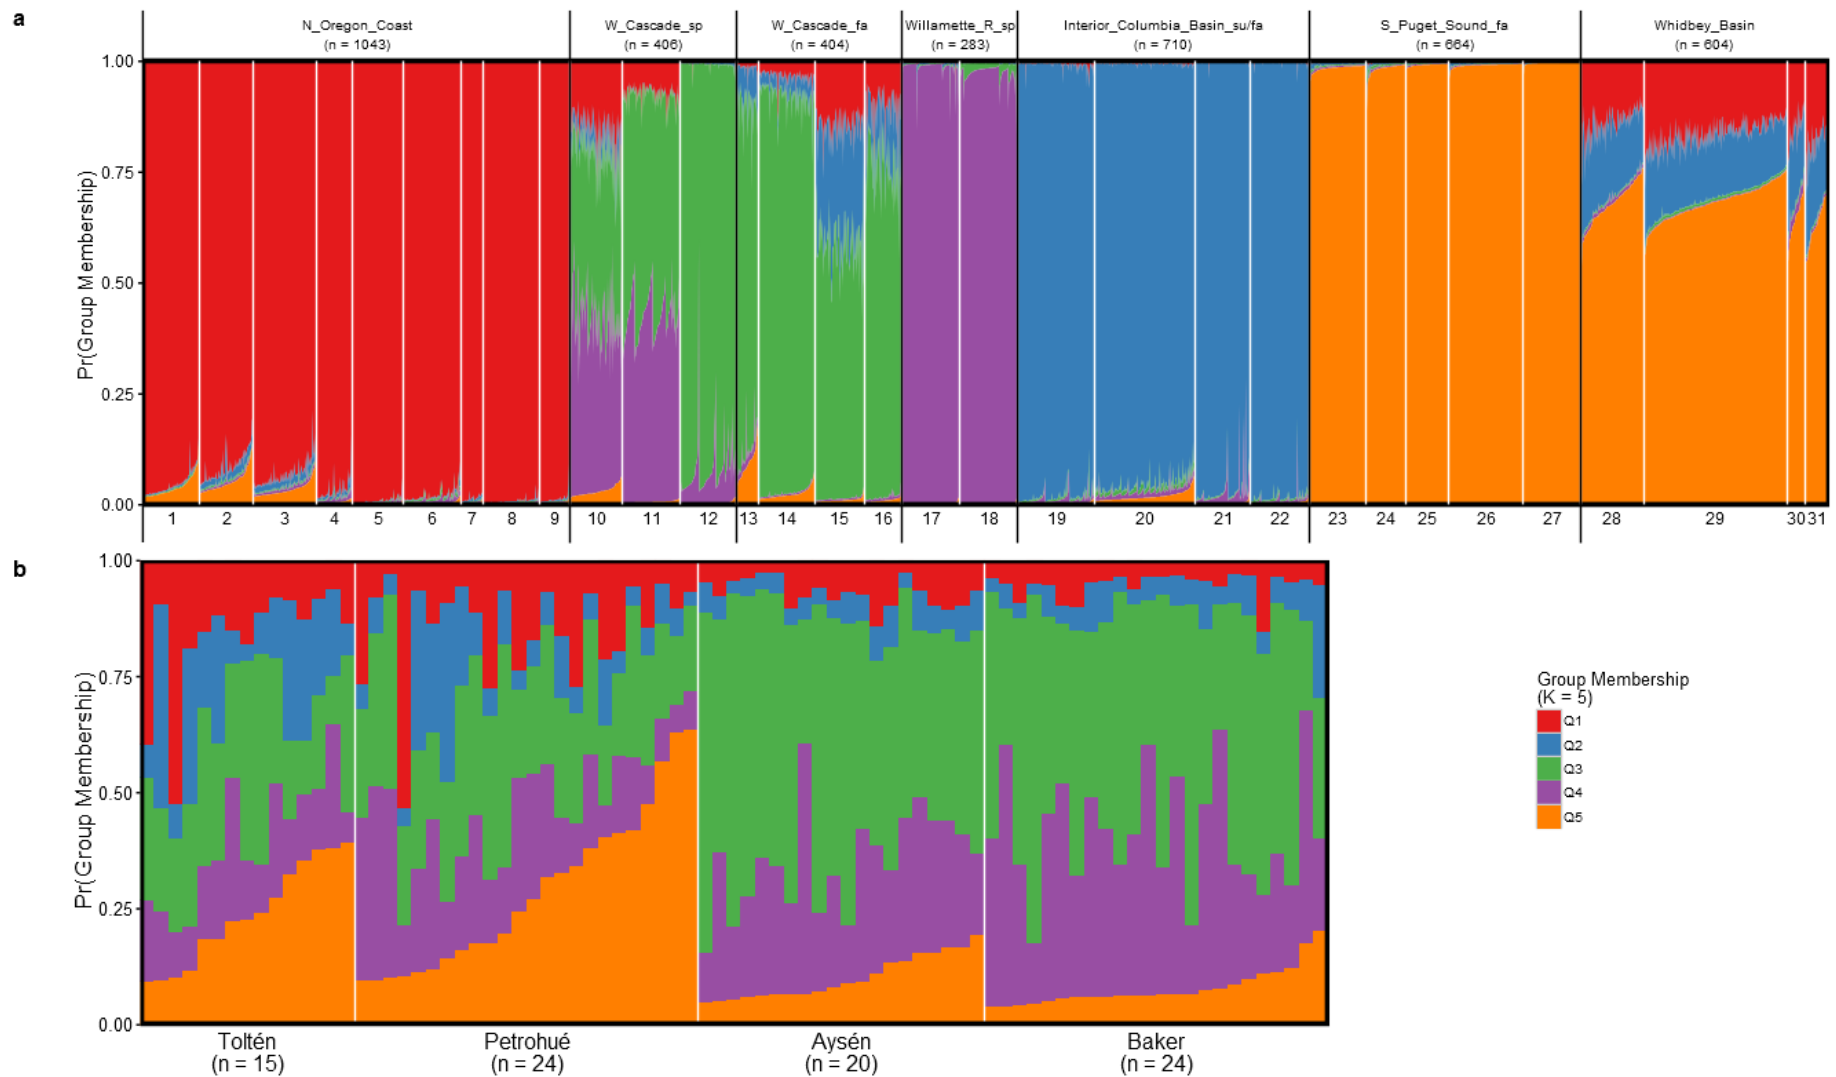 a
N_Oregon_Coast
(n = 1043)
W_Cascade_sp
(n = 406)
W_Cascade_fa
(n = 404)
Willamette_R_sp
(n = 283)
Interior_Columbia_Basin_su/fa
(n = 710)
S_Puget_Sound_fa
(n = 664)
Whidbey_Basin
(n = 604)
Pr(Group Membership)
1.00
0.75
0.50
0.25
0.00
1 2 3 4 5 6 7 8 9 10 11 12 13 14 15 16 17 18 19 20 21 22 23 24 25 26 27 28 29 30 31
b
Pr(Group Membership)
1.00
0.75
0.50
0.25
0.00
Toltén
(n = 15)
Petrohué
(n = 24)
Aysén
(n = 20)
Baker
(n = 24)
Group Membership
(K = 5)
Q1
Q2
Q3
Q4
Q5